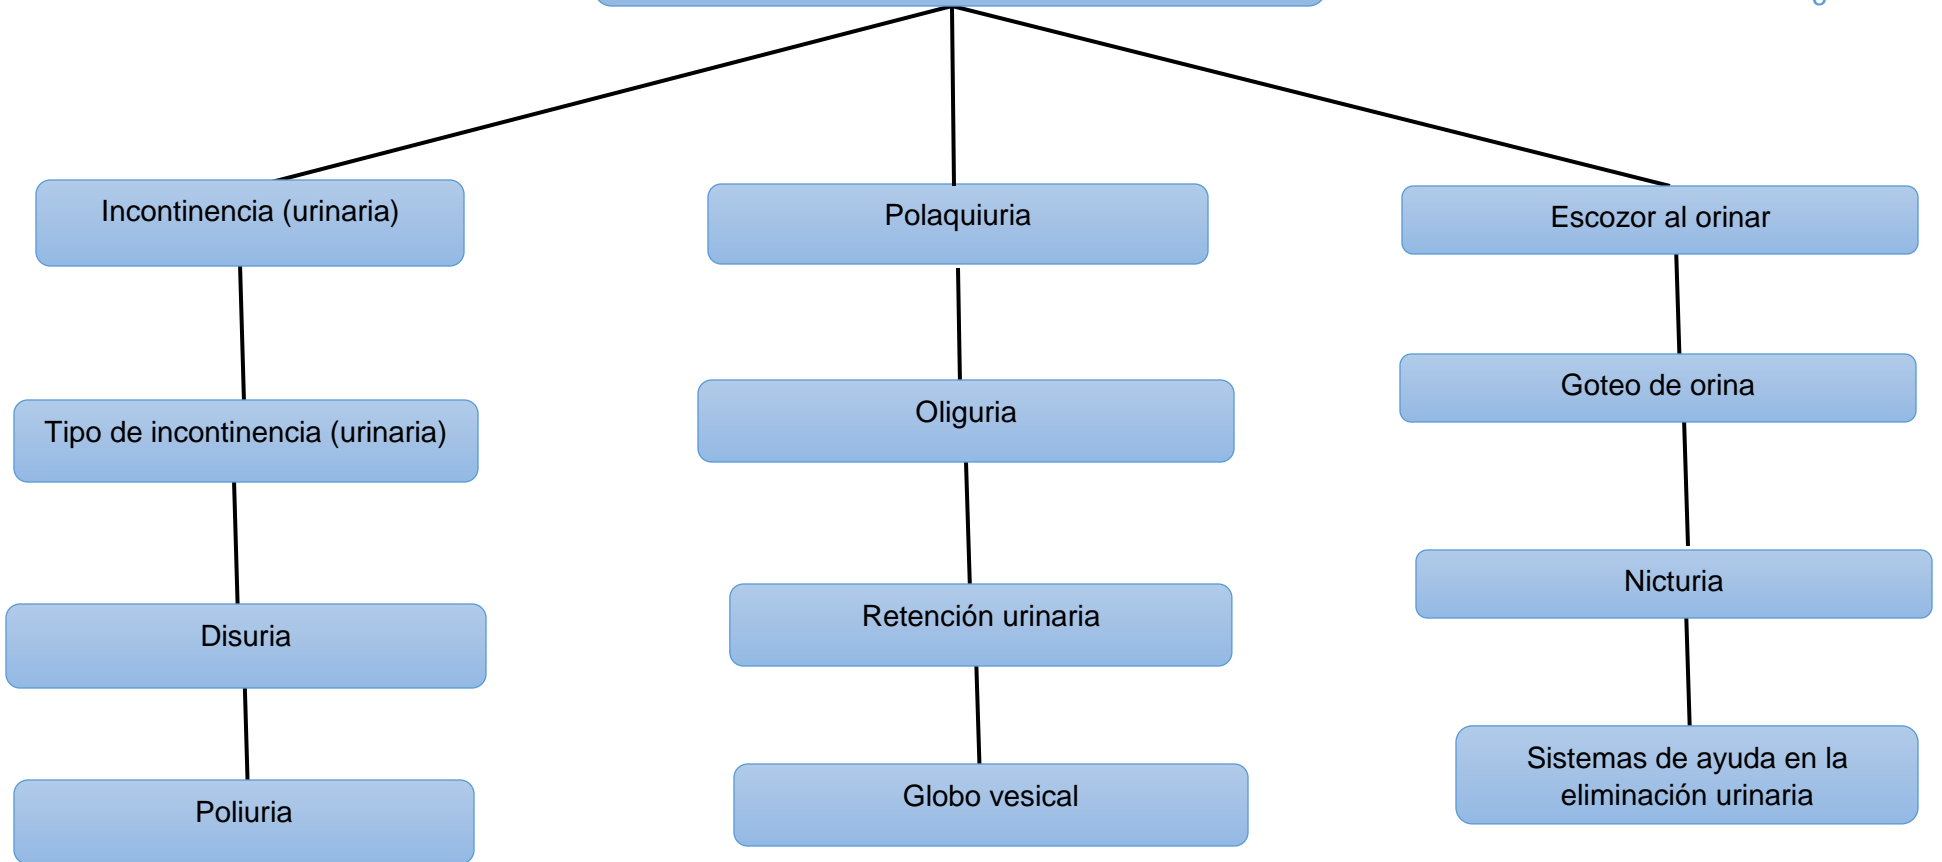 Incontinencia (urinaria)
Polaquiuria
Escozor al orinar
Tipo de incontinencia (urinaria)
Oliguria
Goteo de orina
Disuria
Retención urinaria
Nicturia
Poliuria
Globo vesical
Sistemas de ayuda en la
eliminación urinaria